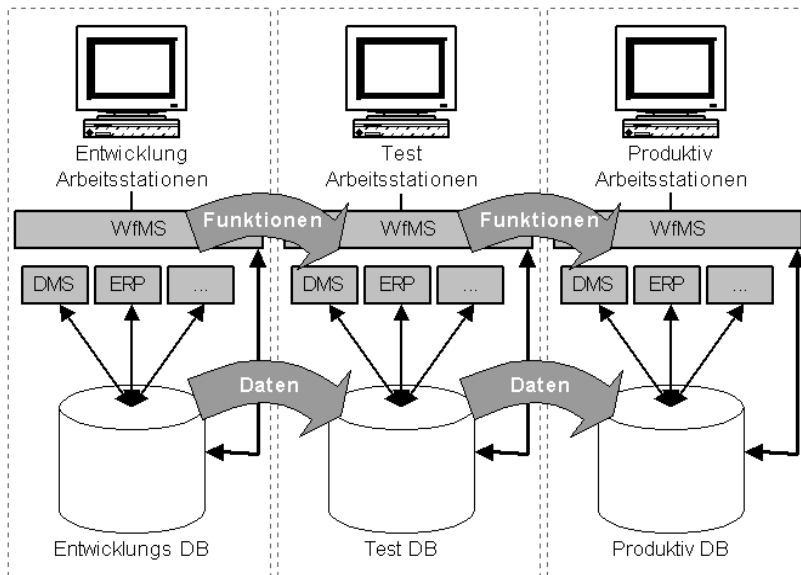 Entwicklung
Arbeitsstationen
Test
Arbeitsstationen
Produktiv
Arbeitsstationen
WfMS
Funktionen
WfMS
Funktionen
WfMS
DMS
ERP
...
DMS
ERP
...
DMS
ERP
...
Daten
Daten
Entwicklungs DB
Test DB
Produktiv DB